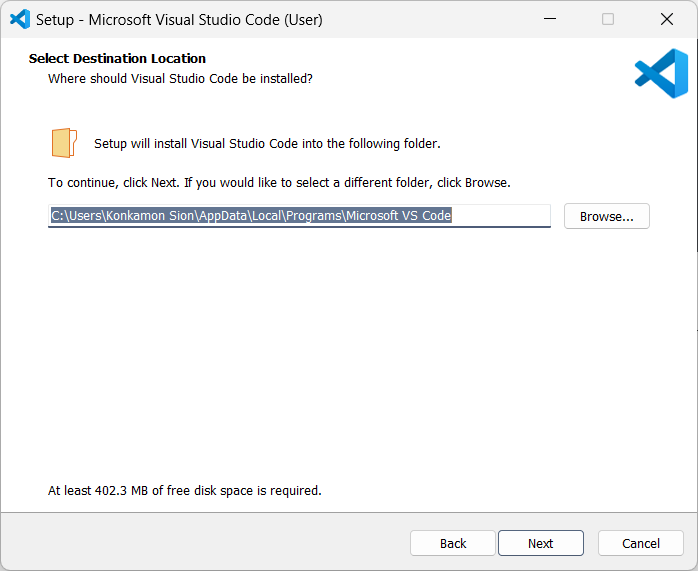 Setup - Microsoft Visual Studio Code (User)
Select Destination Location
Where should Visual Studio Code be installed?
Setup will install Visual Studio Code into the following folder.
To continue, click Next. If you would like to select a different folder, click Browse.
C:\Users\Konkamon Sion\AppData\Local\Programs\Microsoft VS Code
Browse...
At least 402.3 MB of free disk space is required.
Back
Next
Cancel